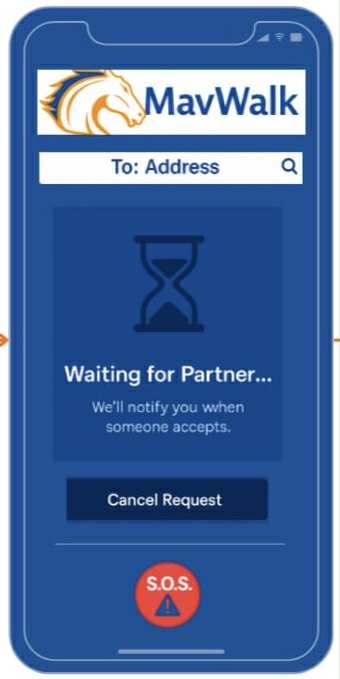 MavWalk
To: Address
Waiting for Partner...
We'll notify you when
someone accepts.
Cancel Request
S.O.S.